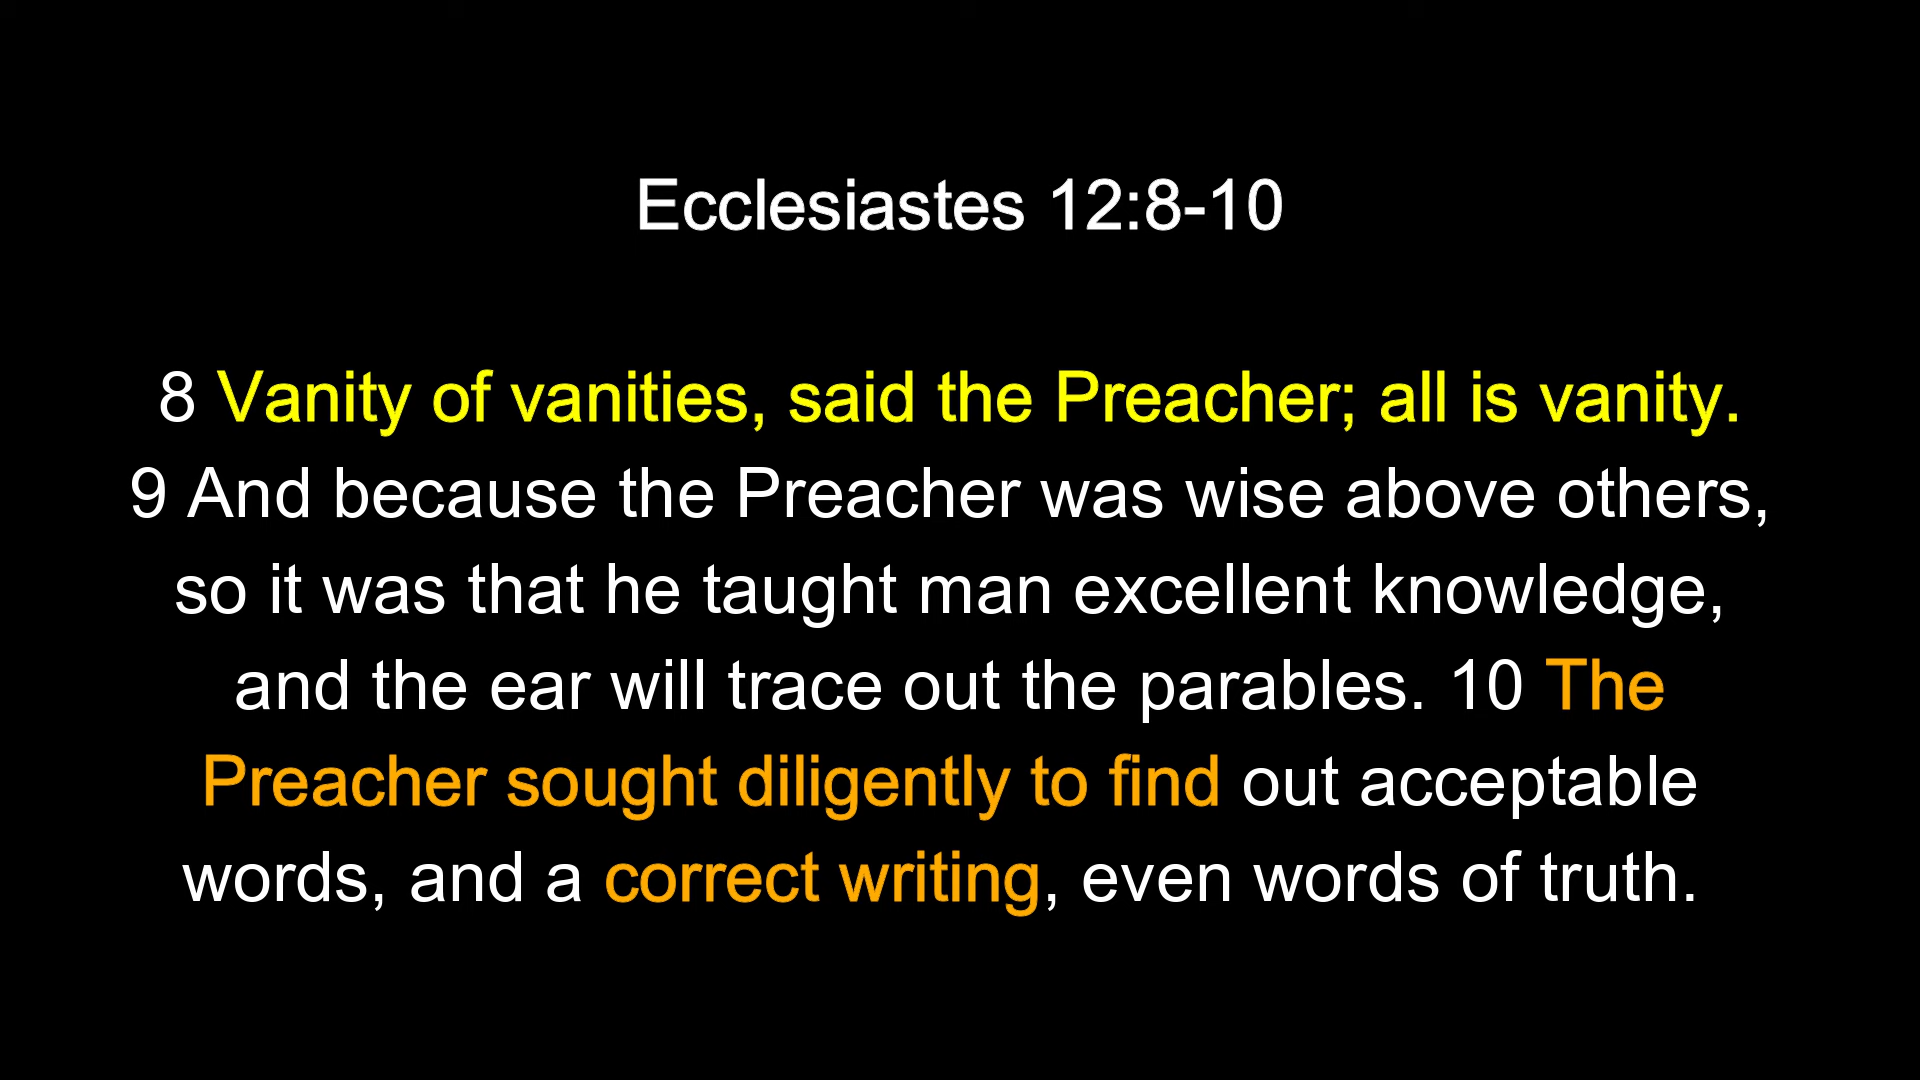 Ecclesiastes 12:8-10
8 Vanity of vanities, said the Preacher; all is vanity.
9 And because the Preacher was wise above others,
so it was that he taught man excellent knowledge,
and the ear will trace out the parables. 10 The
Preacher sought diligently to find out acceptable
words, and a correct writing, even words of truth.